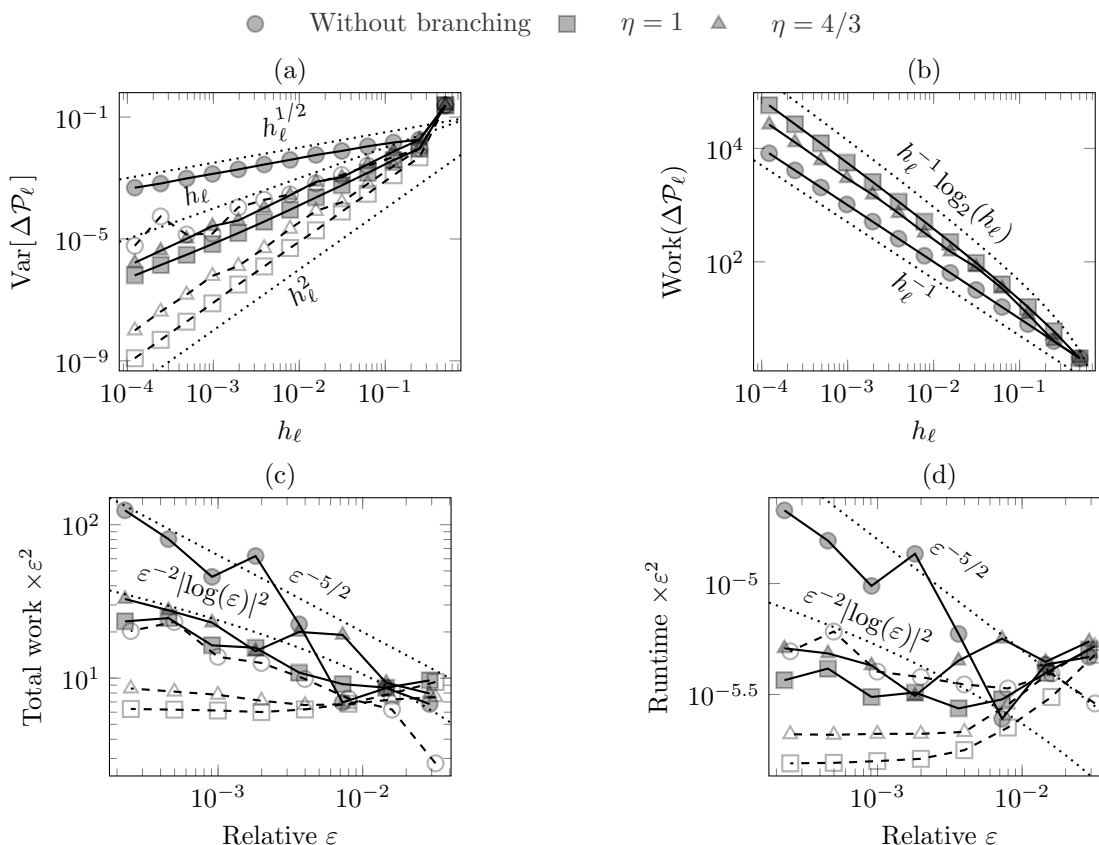 Without branching η = 1 η = 4/3
(a)
Var[ΔP_ℓ]
10^−1
10^−5
10^−9
h_ℓ^{1/2}
h_ℓ
h_ℓ^2
10^−4 10^−3 10^−2 10^−1
h_ℓ
(b)
Work(ΔP_ℓ)
10^4
10^2
h_ℓ^{−1} log_2(h_ℓ)
h_ℓ^{−1}
10^−4 10^−3 10^−2 10^−1
h_ℓ
(c)
Total work ×ε^2
10^2
10^1
ε^{−5/2}
ε^{−2}|log(ε)|^2
10^−3 10^−2
Relative ε
(d)
Runtime ×ε^2
10^−5
10^−5.5
ε^{−5/2}
ε^{−2}|log(ε)|^2
10^−3 10^−2
Relative ε